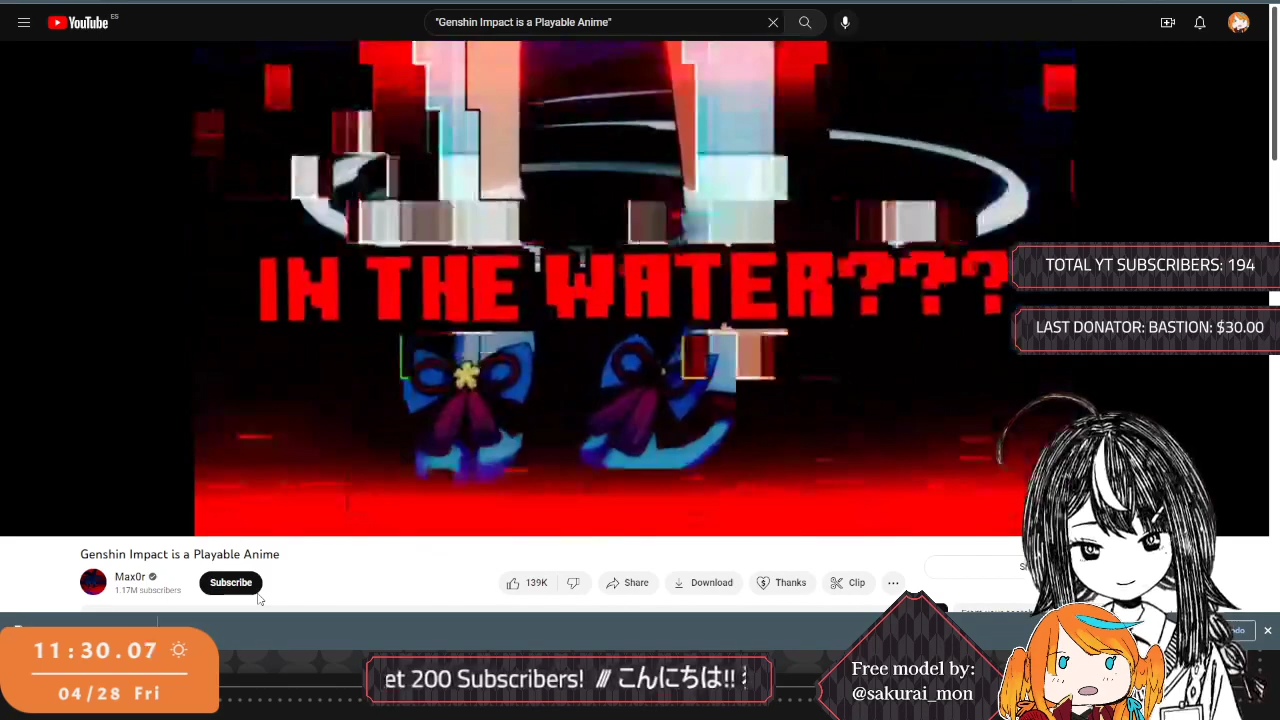 YouTube ES
"Genshin Impact is a Playable Anime"
IN THE WATER???
TOTAL YT SUBSCRIBERS: 194
LAST DONATOR: BASTION: $30.00
Genshin Impact is a Playable Anime
Max0r
1.17M subscribers
Subscribe
139K
Share
Download
Thanks
Clip
11:30.07
04/28 Fri
et 200 Subscribers! /// こんにちは!!
Free model by:
@sakurai_mon